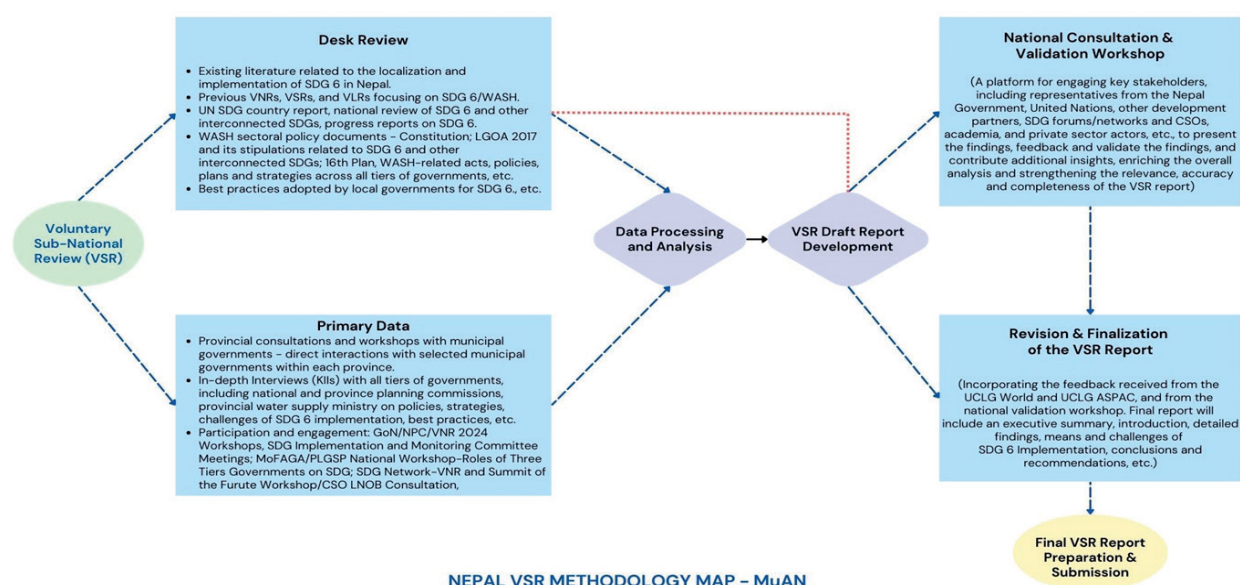 Voluntary
Sub-National
Review (VSR)
Desk Review
• Existing literature related to the localization and
implementation of SDG 6 in Nepal.
• Previous VNRs, VSRs, and VLRs focusing on SDG 6/WASH.
• UN SDG country report, national review of SDG 6 and other
interconnected SDGs, progress reports on SDG 6.
• WASH sectoral policy documents - Constitution; LGOA 2017
and its stipulations related to SDG 6 and other
interconnected SDGs; 16th Plan, WASH-related acts, policies,
plans and strategies across all tiers of governments, etc.
• Best practices adopted by local governments for SDG 6., etc.
Primary Data
• Provincial consultations and workshops with municipal
governments - direct interactions with selected municipal
governments within each province.
• In-depth Interviews (KIIs) with all tiers of governments,
including national and province planning commissions,
provincial water supply ministry on policies, strategies,
challenges of SDG 6 implementation, best practices, etc.
• Participation and engagement: GoN/NPC/VNR 2024
Workshops, SDG Implementation and Monitoring Committee
Meetings; MoFAGA/PLGSP National Workshop-Roles of Three
Tiers Governments on SDG; SDG Network-VNR and Summit of
the Furute Workshop/CSO LNOB Consultation,
Data Processing
and Analysis
VSR Draft Report
Development
National Consultation &
Validation Workshop
(A platform for engaging key stakeholders,
including representatives from the Nepal
Government, United Nations, other development
partners, SDG forums/networks and CSOs,
academia, and private sector actors, etc., to present
the findings, feedback and validate the findings, and
contribute additional insights, enriching the overall
analysis and strengthening the relevance, accuracy
and completeness of the VSR report)
Revision & Finalization
of the VSR Report
(Incorporating the feedback received from the
UCLG World and UCLG ASPAC, and from the
national validation workshop. Final report will
include an executive summary, introduction, detailed
findings, means and challenges of
SDG 6 Implementation, conclusions and
recommendations, etc.)
Final VSR Report
Preparation &
Submission
NEPAL VSR METHODOLOGY MAP - MuAN